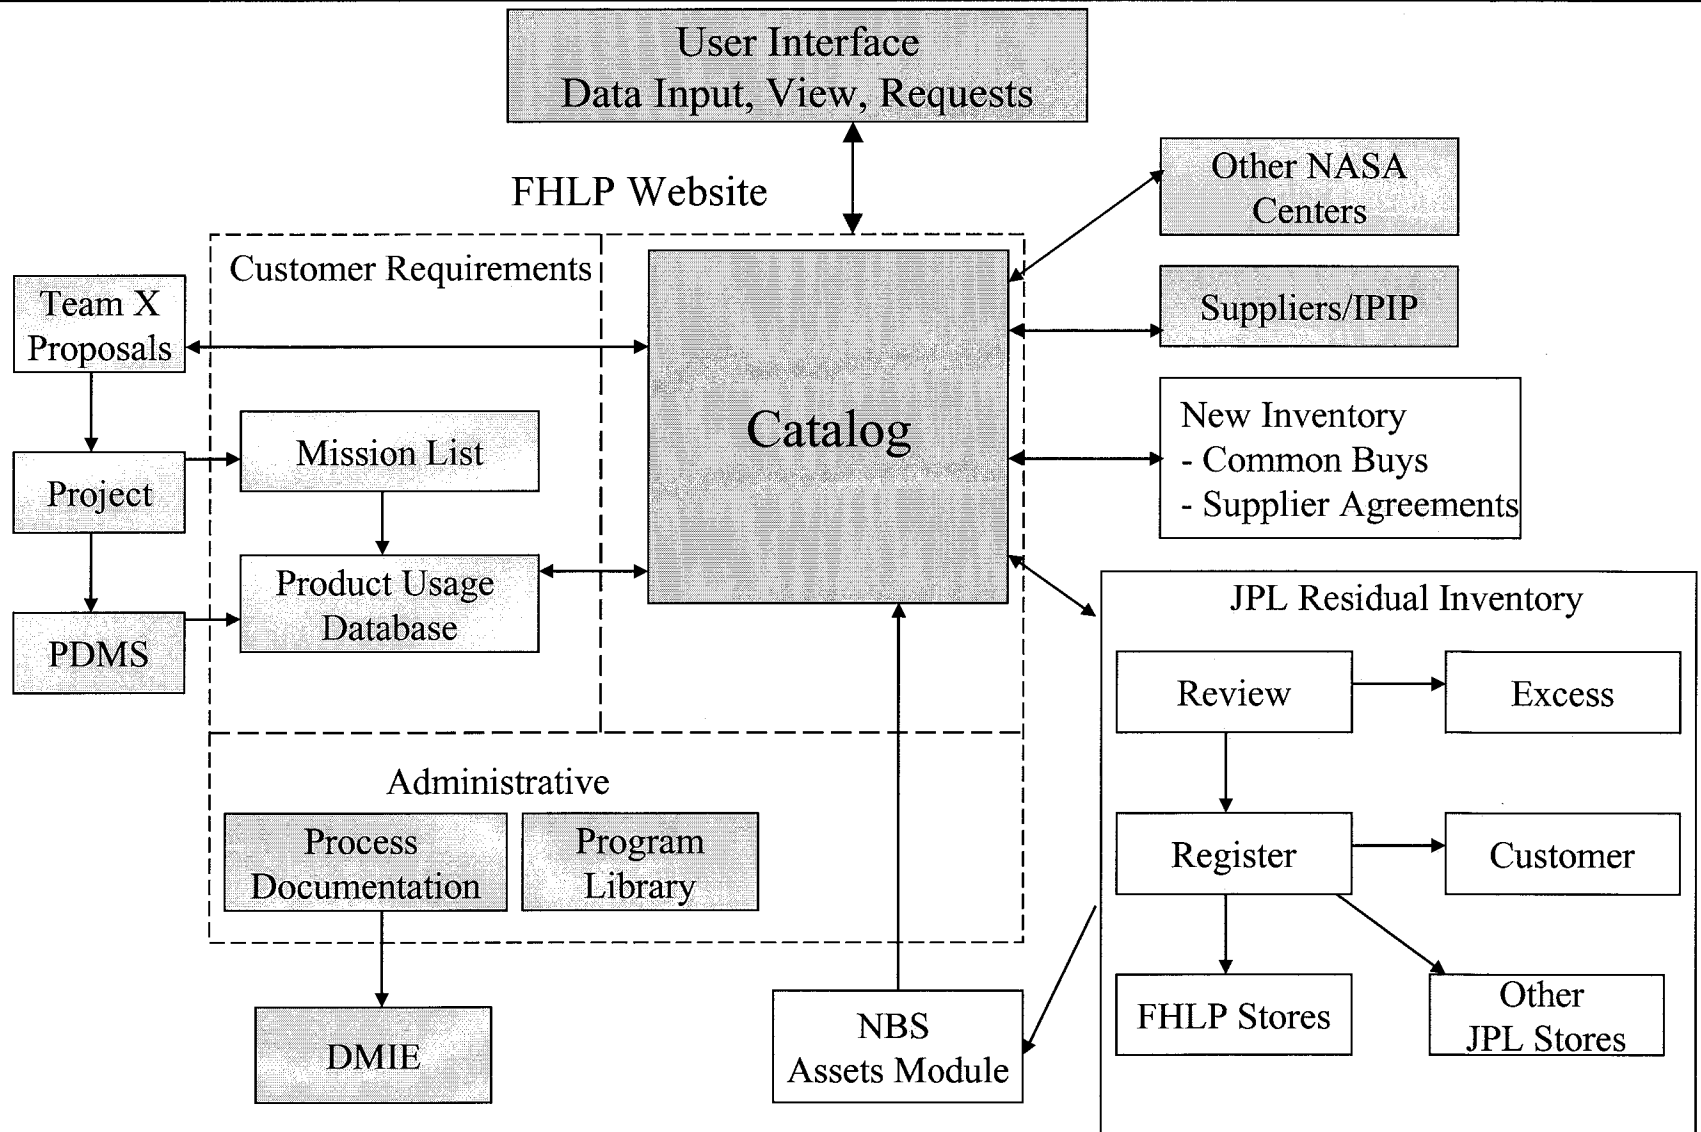 User Interface
Data Input, View, Requests
FHLP Website
Other NASA
Centers
Customer Requirements
Team X
Proposals
Suppliers/IPIP
Catalog
New Inventory
- Common Buys
- Supplier Agreements
Mission List
Project
Product Usage
Database
PDMS
JPL Residual Inventory
Review
Excess
Administrative
Process
Documentation
Program
Library
Register
Customer
FHLP Stores
Other
JPL Stores
NBS
Assets Module
DMIE